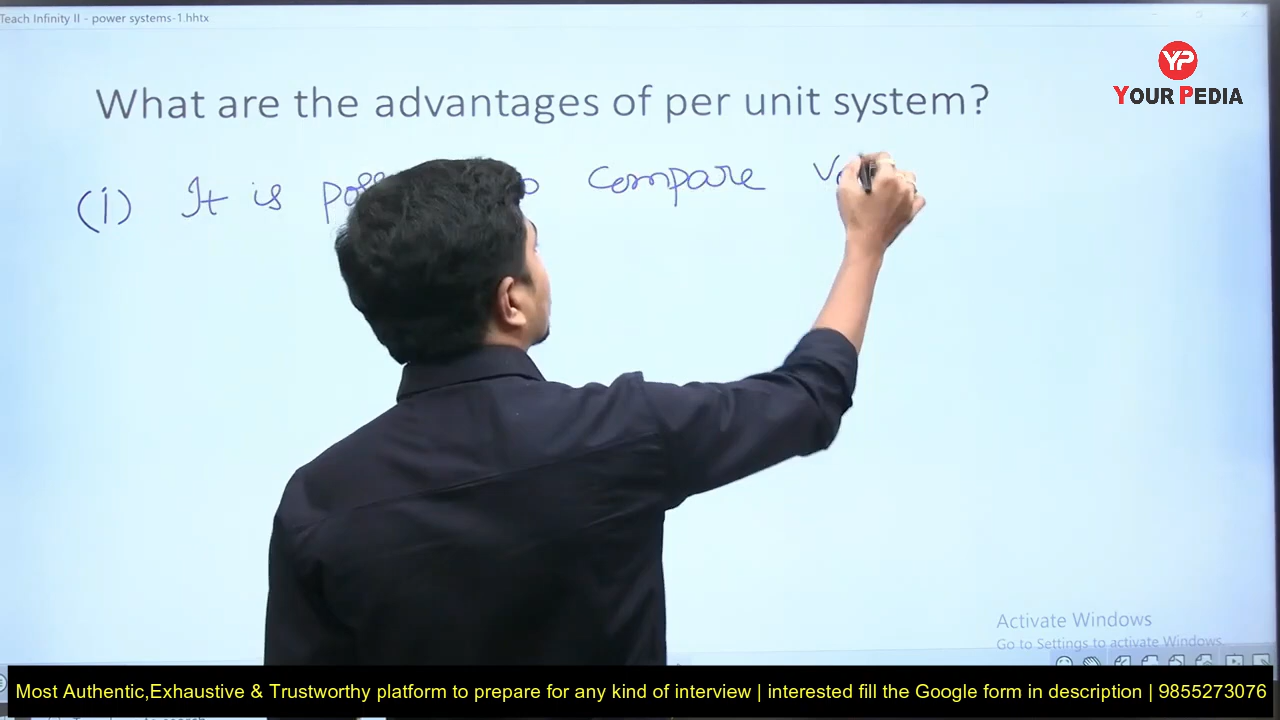 Teach Infinity II - power systems-1.hhtx
YP
YOUR PEDIA
What are the advantages of per unit system?
(i) It is compare
Activate Windows
Go to Settings to activate Windows.
Most Authentic,Exhaustive & Trustworthy platform to prepare for any kind of interview | interested fill the Google form in description | 9855273076